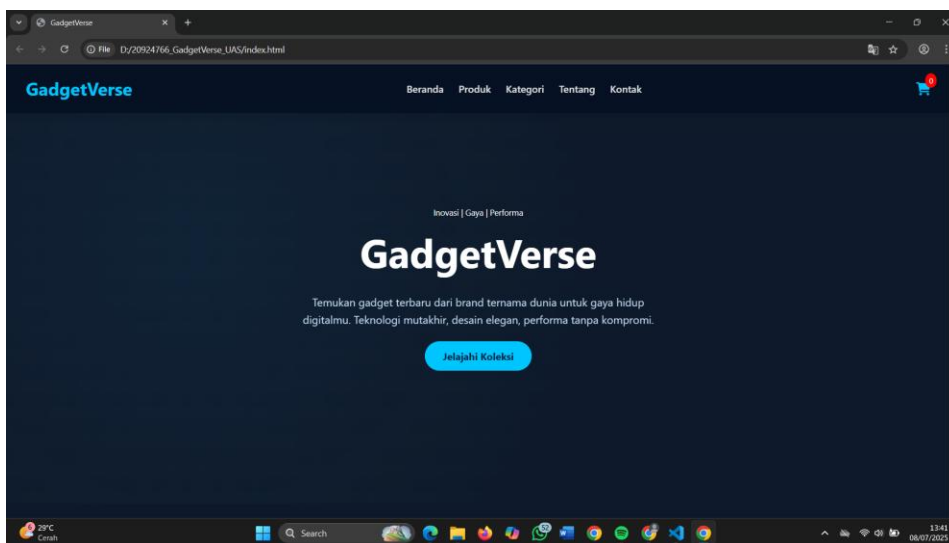 GadgetVerse
File D:/20924766_GadgetVerse_UAS/index.html
GadgetVerse
Beranda Produk Kategori Tentang Kontak
0
Inovasi | Gaya | Performa
GadgetVerse
Temukan gadget terbaru dari brand ternama dunia untuk gaya hidup
digitalmu. Teknologi mutakhir, desain elegan, performa tanpa kompromi.
Jelajahi Koleksi
29°C
Cerah
Search
52
13:41
08/07/2025